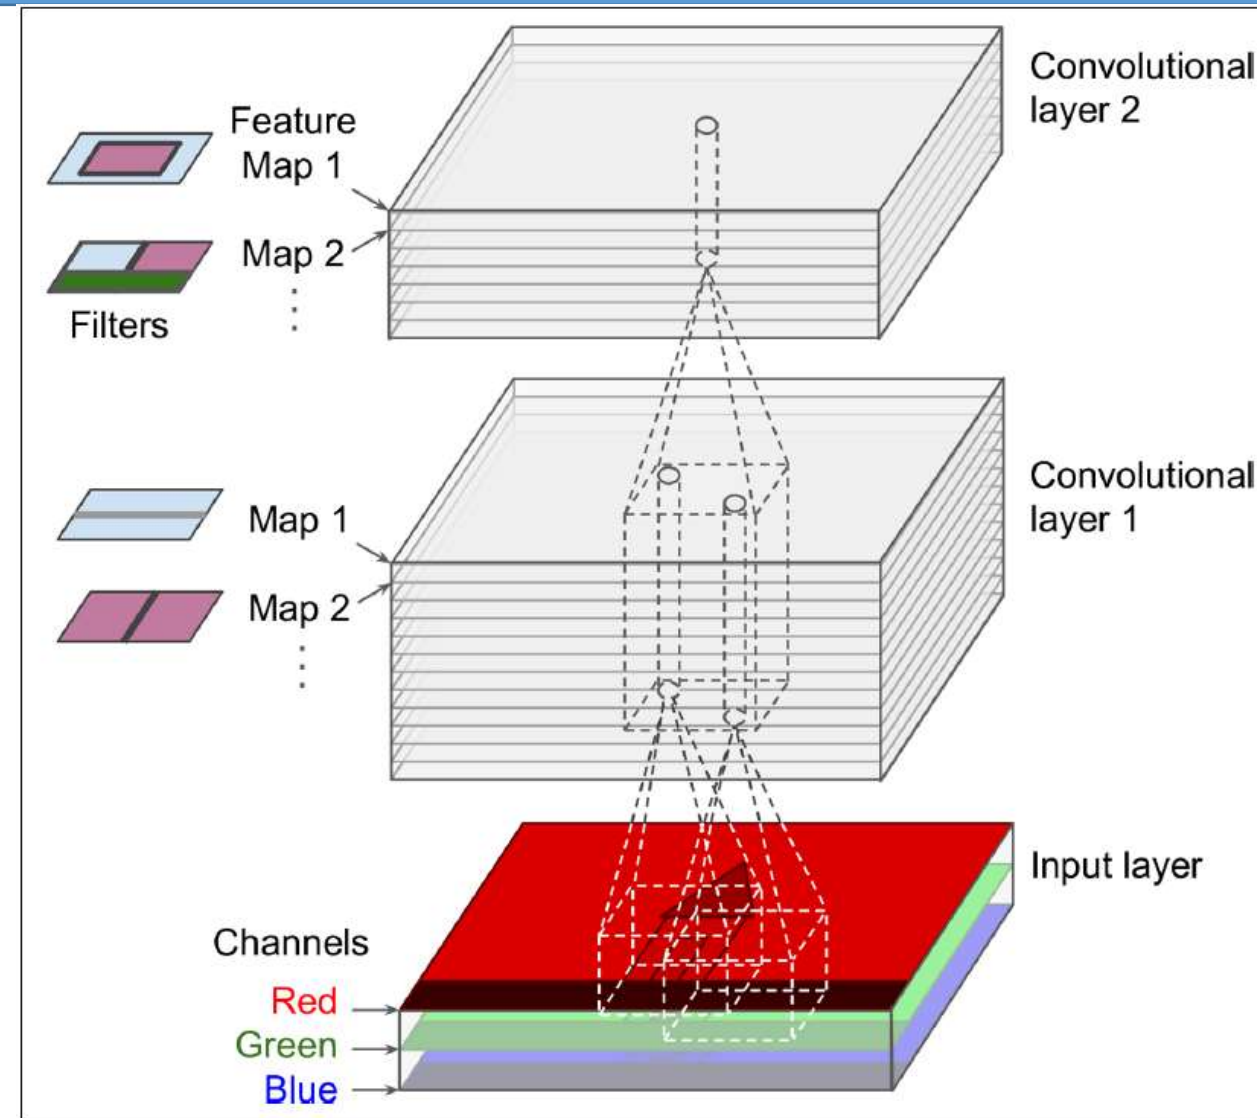 Convolutional
layer 2
Feature
Map 1
Map 2
Filters
Convolutional
layer 1
Map 1
Map 2
Input layer
Channels
Red
Green
Blue